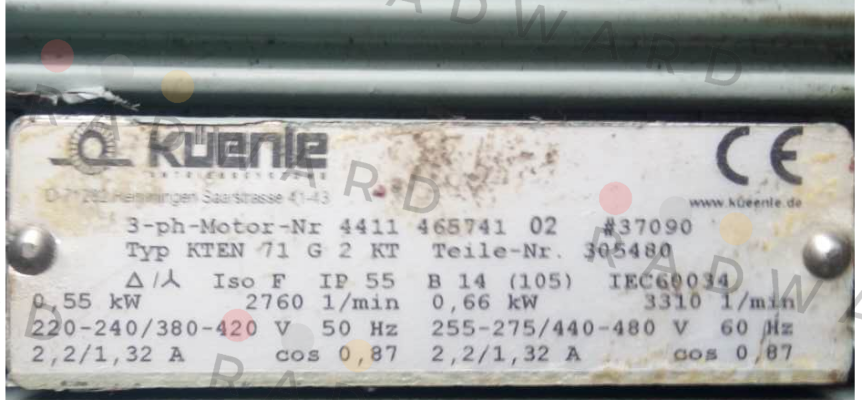 küenle
ANTRIEBSSYSTEME
CE
D-71282 Hemmingen Saarstrasse 41-43
www.küenle.de
3-ph-Motor-Nr 4411 465741 02 #37090
Typ KTEN 71 G 2 KT Teile-Nr. 305480
Δ/⅄ Iso F IP 55 B 14 (105) IEC60034
0,55 kW 2760 1/min 0,66 kW 3310 1/min
220-240/380-420 V 50 Hz 255-275/440-480 V 60 Hz
2,2/1,32 A cos 0,87 2,2/1,32 A cos 0,87
RADWARD